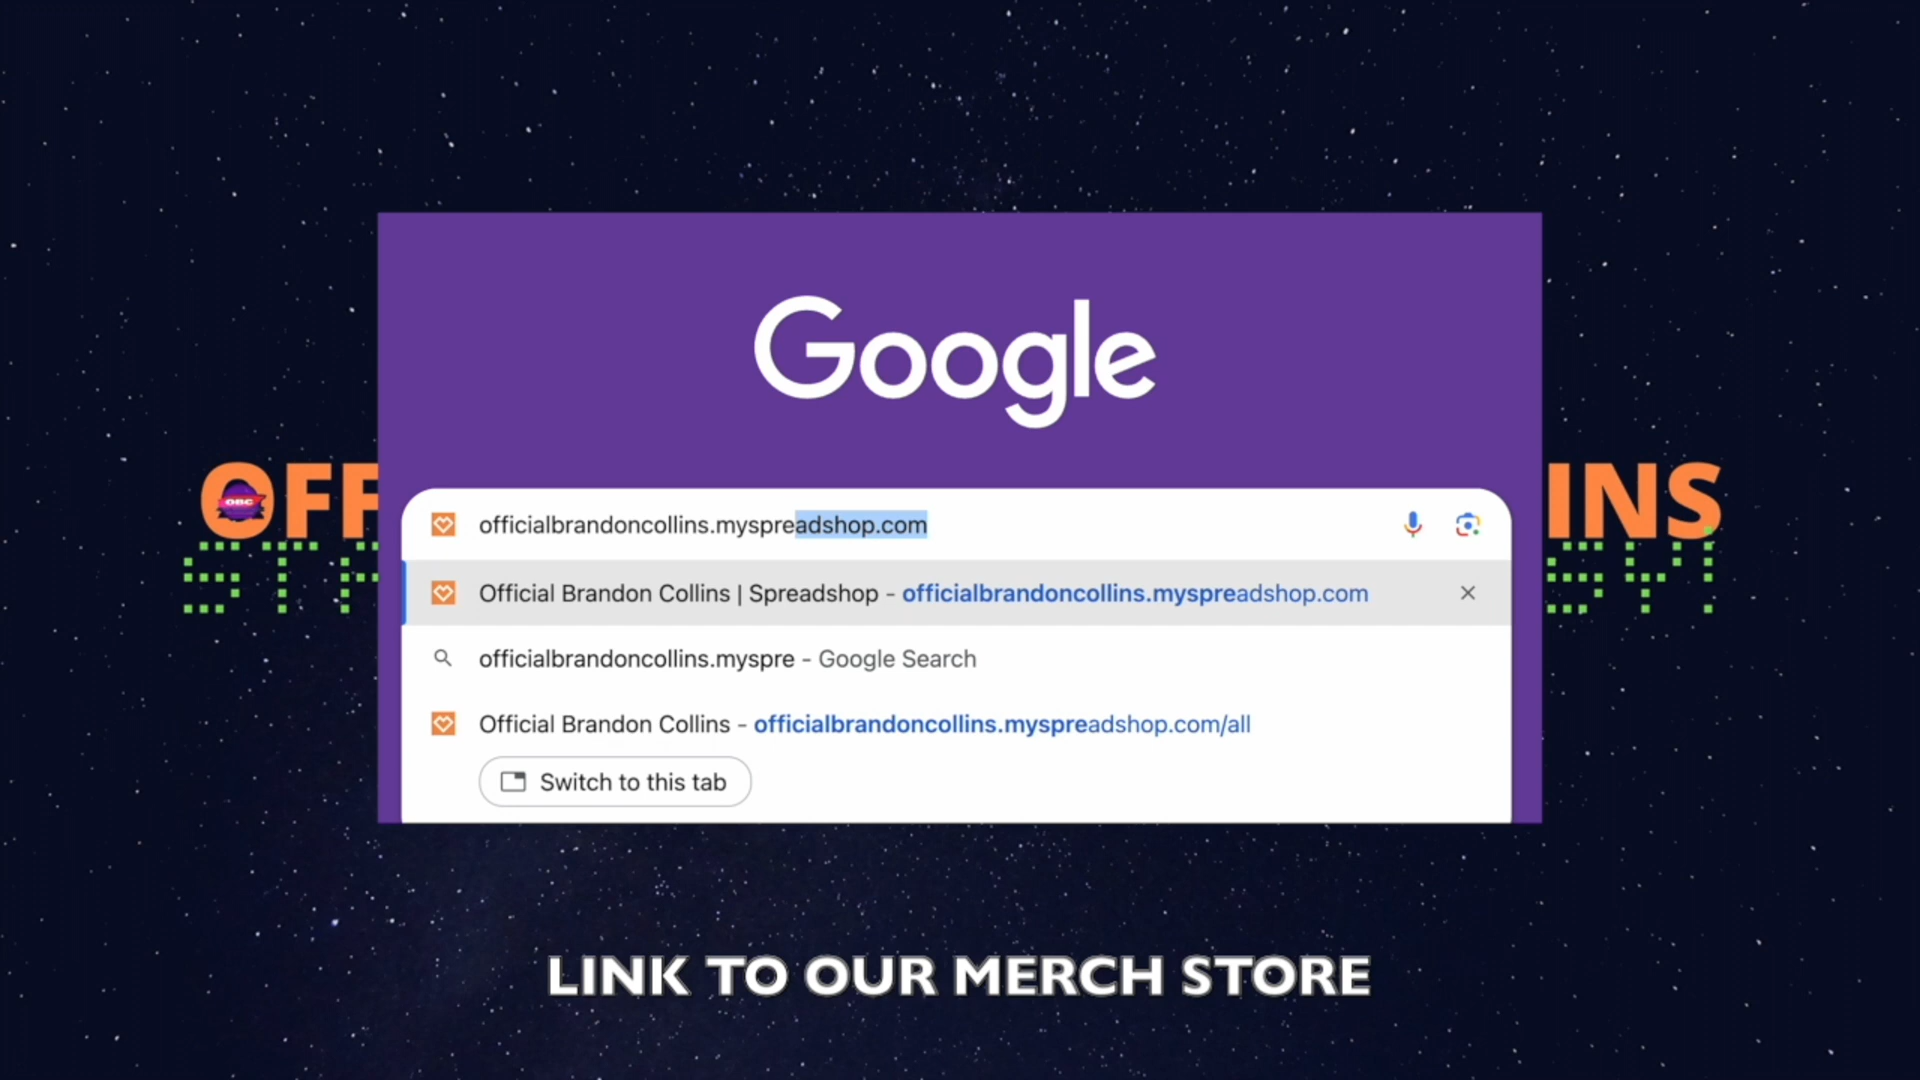 Google
OFF
OBC
INS
officialbrandoncollins.myspreadshop.com
Official Brandon Collins | Spreadshop - officialbrandoncollins.myspreadshop.com
officialbrandoncollins.myspre - Google Search
Official Brandon Collins - officialbrandoncollins.myspreadshop.com/all
Switch to this tab
LINK TO OUR MERCH STORE